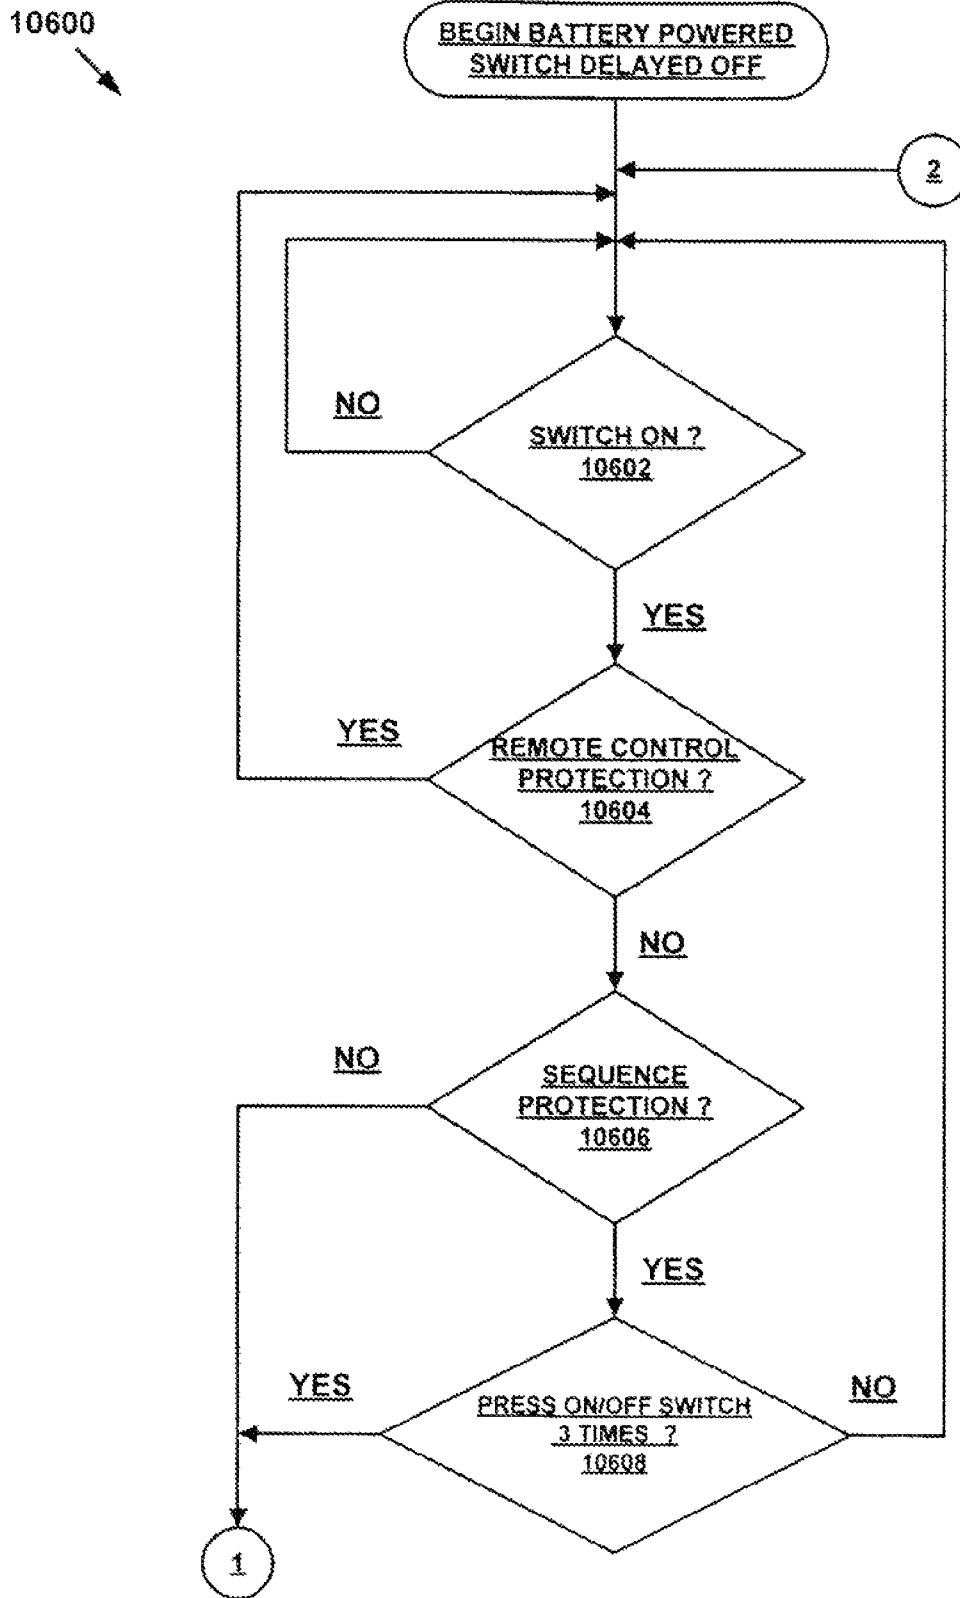 10600
BEGIN BATTERY POWERED
SWITCH DELAYED OFF
2
NO
SWITCH ON ?
10602
YES
YES
REMOTE CONTROL
PROTECTION ?
10604
NO
NO
SEQUENCE
PROTECTION ?
10606
YES
YES
PRESS ON/OFF SWITCH
3 TIMES ?
10608
NO
1